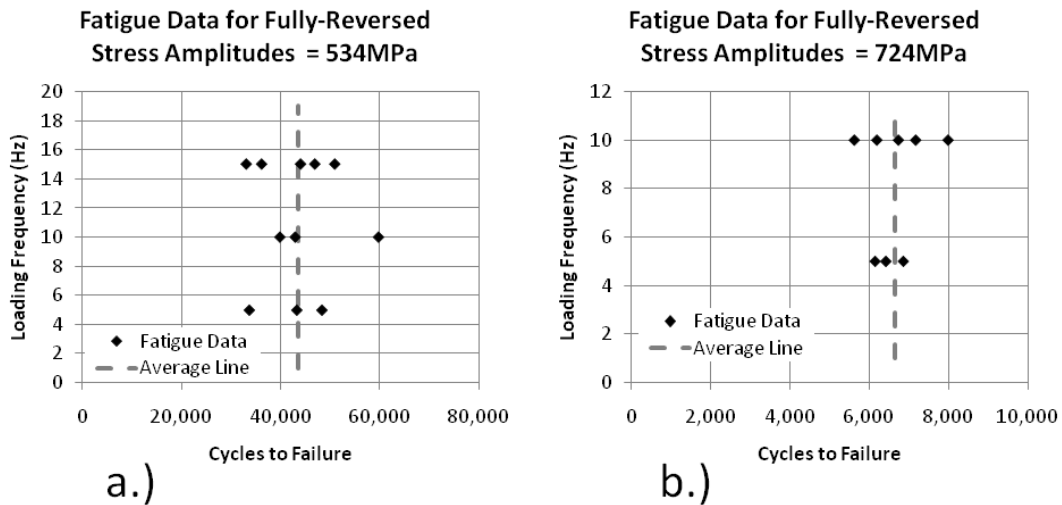 Fatigue Data for Fully-Reversed
Stress Amplitudes = 534MPa
20
18
16
14
12
10
8
6
4
2
0
Loading Frequency (Hz)
Fatigue Data
Average Line
0
20,000
40,000
60,000
80,000
Cycles to Failure
a.)
Fatigue Data for Fully-Reversed
Stress Amplitudes = 724MPa
12
10
8
6
4
2
0
Loading Frequency (Hz)
Fatigue Data
Average Line
0
2,000
4,000
6,000
8,000
10,000
Cycles to Failure
b.)